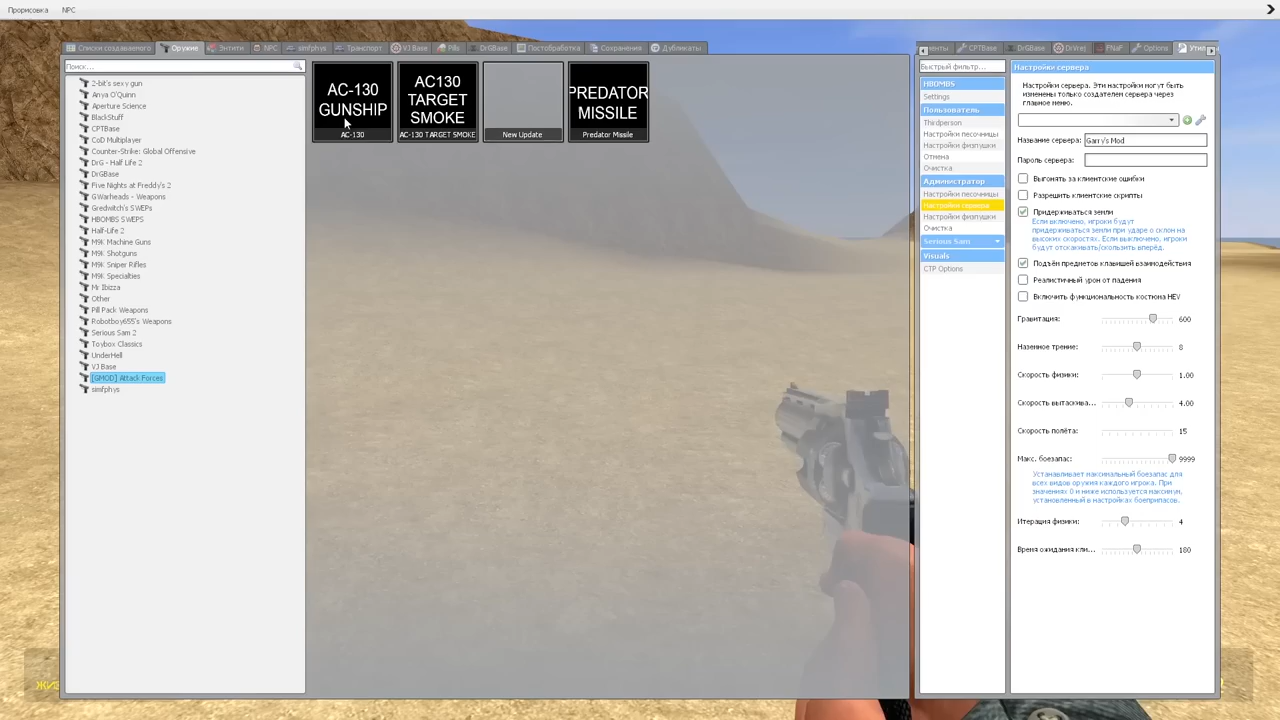 Прорисовка NPC
Списки создаваемого Оружие Энтити NPC simfphys Транспорт VJ Base Pills DrGBase Постобработка Сохранения Дубликаты
Поиск...
2-bit's sexy gun
Anya O'Quinn
Aperture Science
BlackStuff
CPTBase
CoD Multiplayer
Counter-Strike: Global Offensive
DrG - Half Life 2
DrGBase
Five Nights at Freddy's 2
GWarheads - Weapons
Gredwitch's SWEPs
HBOMBS SWEPS
Half-Life 2
M9K Machine Guns
M9K Shotguns
M9K Sniper Rifles
M9K Specialties
Mr Ibizza
Other
Pill Pack Weapons
Robotboy655's Weapons
Serious Sam 2
Toybox Classics
UnderHell
VJ Base
[GMOD] Attack Forces
simfphys
AC-130
GUNSHIP
AC-130
AC130
TARGET
SMOKE
AC-130 TARGET SMOKE
New Update
PREDATOR
MISSILE
Predator Missile
енты CPTBase DrGBase DrVrej FNaF Options Утил
Быстрый фильтр...
HBOMBS
Settings
Пользователь
Thirdperson
Настройки песочницы
Настройки физпушки
Отмена
Очистка
Администратор
Настройки песочницы
Настройки сервера
Настройки физпушки
Очистка
Serious Sam
Visuals
CTP Options
Настройки сервера
Настройки сервера. Эти настройки могут быть
изменены только создателем сервера через
главное меню.
Название сервера: Garry's Mod
Пароль сервера:
Выгонять за клиентские ошибки
Разрешить клиентские скрипты
Придерживаться земли
Если включено, игроки будут
придерживаться земли при ударе о склон на
высоких скоростях. Если выключено, игроки
будут отскакивать/скользить вперёд.
Подъём предметов клавишей взаимодействия
Реалистичный урон от падения
Включить функциональность костюма HEV
Гравитация: 600
Наземное трение: 8
Скорость физики: 1.00
Скорость вытаскива... 4.00
Скорость полёта: 15
Макс. боезапас: 9999
Устанавливает максимальный боезапас для
всех видов оружия каждого игрока. При
значениях 0 и ниже используется максимум,
установленный в настройках боеприпасов.
Итерация физики: 4
Время ожидания кли... 180